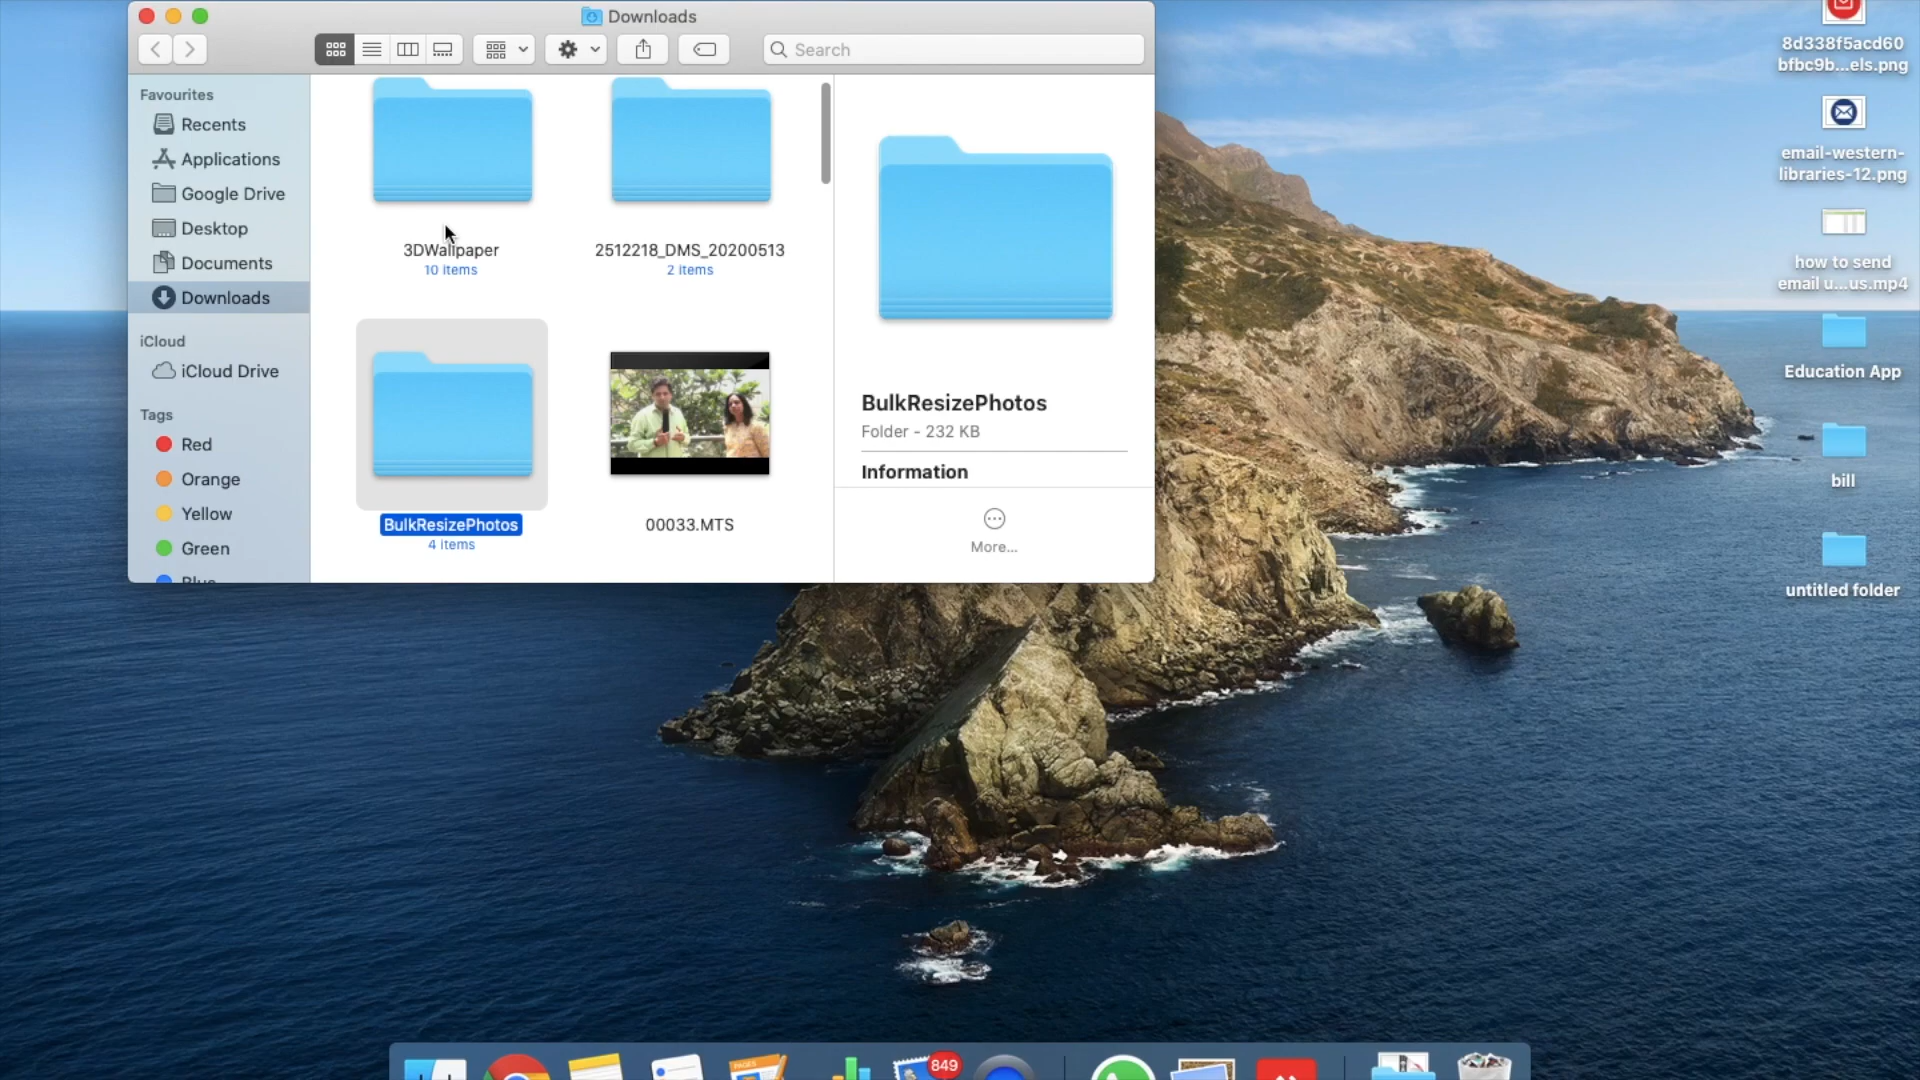 Downloads
Search
Favourites
Recents
Applications
Google Drive
Desktop
Documents
Downloads
iCloud
iCloud Drive
Tags
Red
Orange
Yellow
Green
Blue
3DWallpaper
10 items
2512218_DMS_20200513
2 items
BulkResizePhotos
4 items
00033.MTS
BulkResizePhotos
Folder - 232 KB
Information
More...
8d338f5acd60
bfbc9b...els.png
email-western-
libraries-12.png
how to send
email u...us.mp4
Education App
bill
untitled folder
PAGES
849